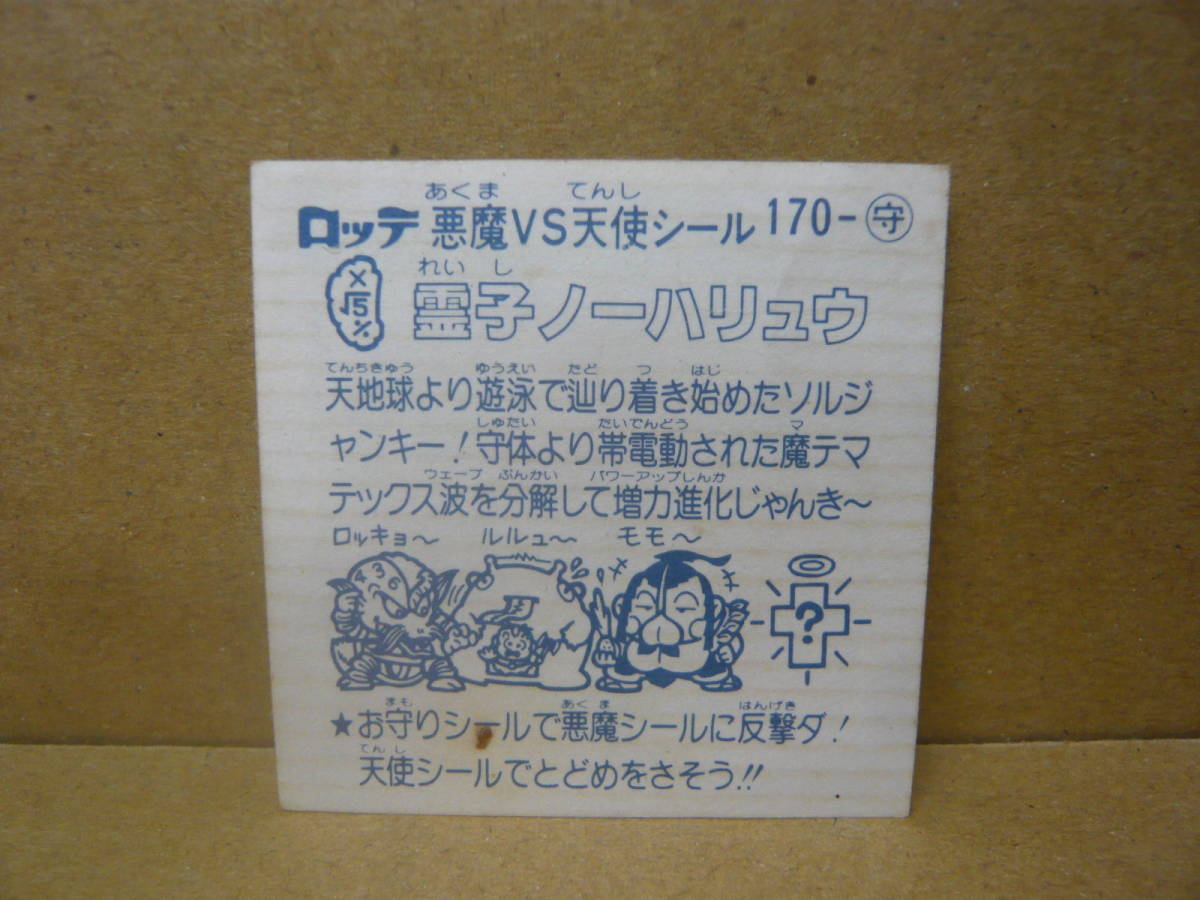 あくま てんし
ロッテ 悪魔VS天使シール 170-守
X
√5
%
れいし
霊子ノーハリュウ
てんちきゅう ゆうえい たど つ はじ
天地球より遊泳で辿り着き始めたソルジ
しゅたい たいでんどう マ
ャンキー!守体より帯電動された魔テマ
ウェーブ ぶんかい パワーアップしんか
テックス波を分解して増力進化じゃんき〜
ロッキョ〜 ルルュ〜 モモ〜
436
?
まも あくま はんげき
★お守りシールで悪魔シールに反撃ダ!
てんし
天使シールでとどめをさそう!!